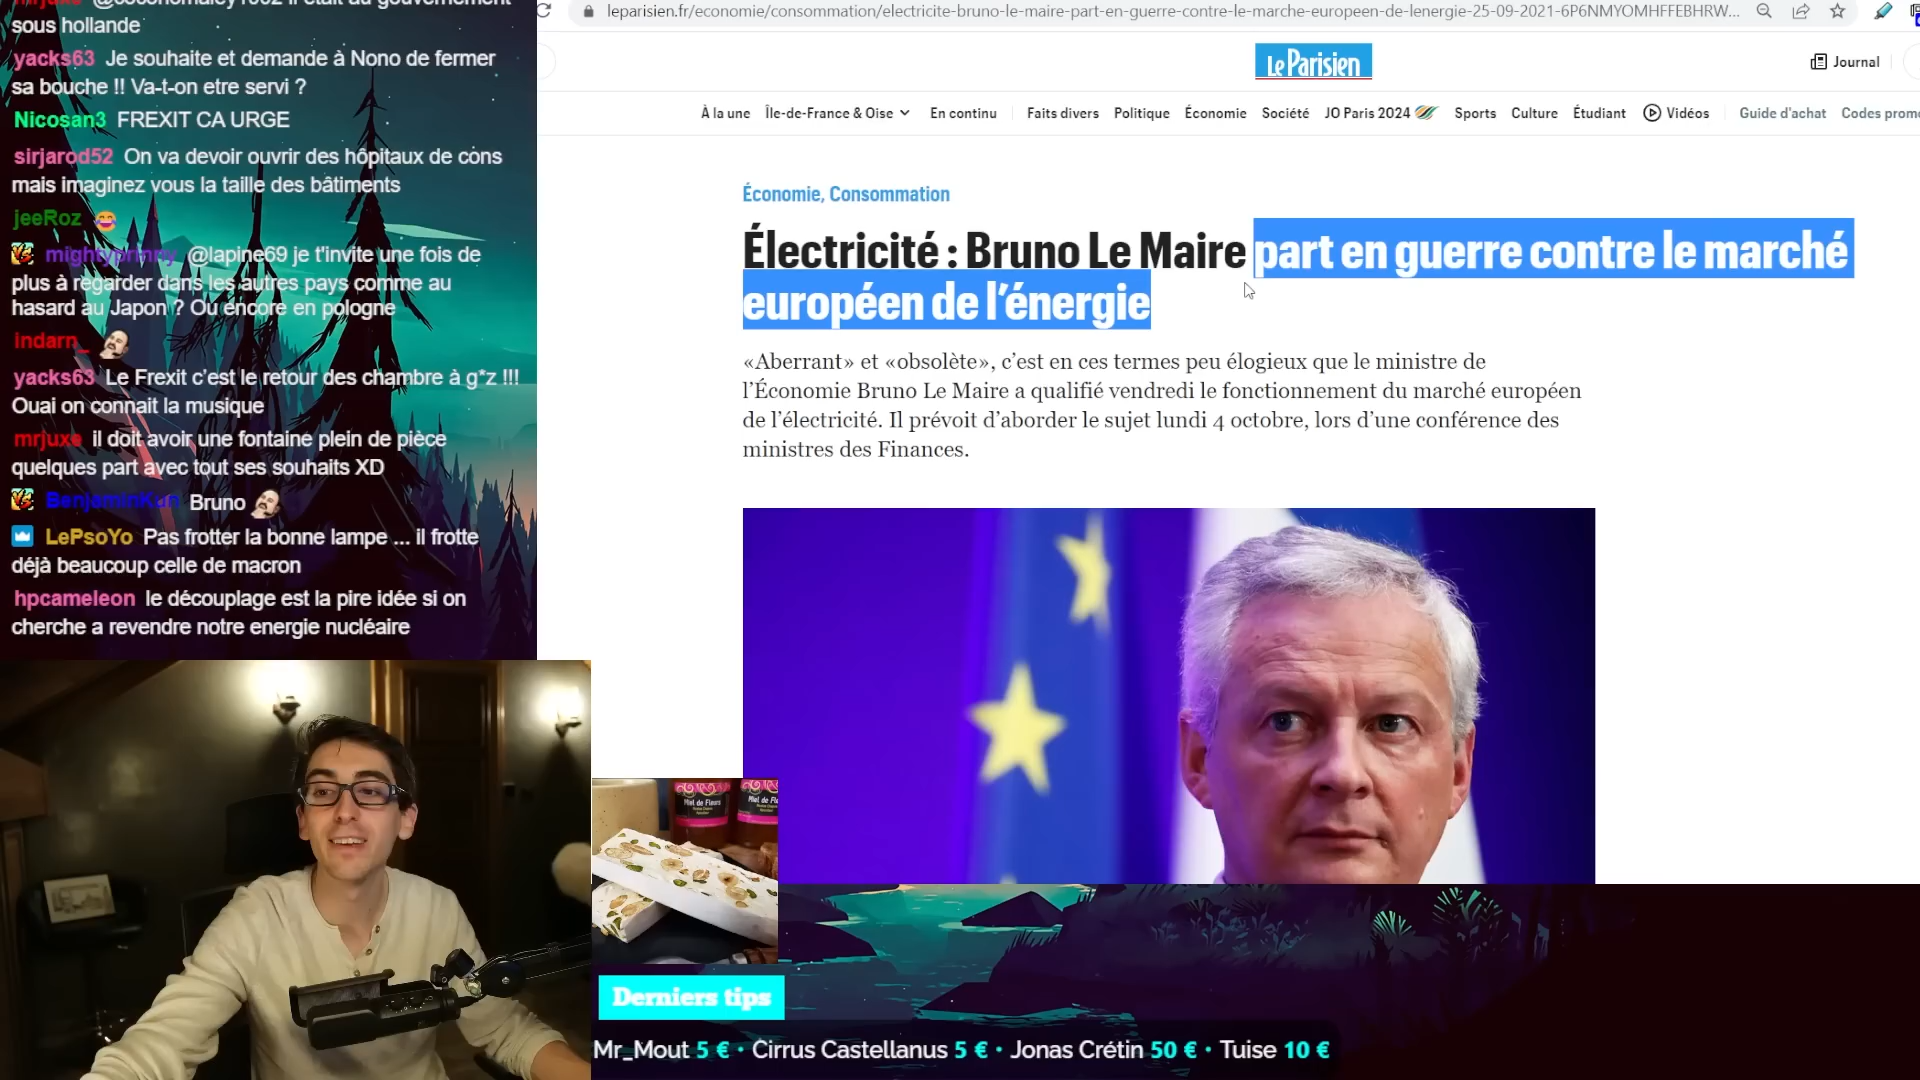 mrjuxe @coconomaley1002 il était au gouvernement
sous hollande
yacks63 Je souhaite et demande à Nono de fermer
sa bouche !! Va-t-on etre servi ?
Nicosan3 FREXIT CA URGE
sirjarod52 On va devoir ouvrir des hôpitaux de cons
mais imaginez vous la taille des bâtiments
jeeRoz
mightyprinny @lapine69 je t'invite une fois de
plus à regarder dans les autres pays comme au
hasard au Japon ? Ou encore en pologne
indarn_
yacks63 Le Frexit c'est le retour des chambre à g*z !!!
Ouai on connait la musique
mrjuxe il doit avoir une fontaine plein de pièce
quelques part avec tout ses souhaits XD
BenjaminKun Bruno
LePsoYo Pas frotter la bonne lampe ... il frotte
déjà beaucoup celle de macron
hpcameleon le découplage est la pire idée si on
cherche a revendre notre energie nucléaire
leparisien.fr/economie/consommation/electricite-bruno-le-maire-part-en-guerre-contre-le-marche-europeen-de-lenergie-25-09-2021-6P6NMYOMHFFEBHRW...
Le Parisien
Journal
À la une Île-de-France & Oise En continu Faits divers Politique Économie Société JO Paris 2024 Sports Culture Étudiant Vidéos Guide d'achat Codes promo
Économie, Consommation
Électricité : Bruno Le Maire part en guerre contre le marché
européen de l'énergie
«Aberrant» et «obsolète», c'est en ces termes peu élogieux que le ministre de
l'Économie Bruno Le Maire a qualifié vendredi le fonctionnement du marché européen
de l'électricité. Il prévoit d'aborder le sujet lundi 4 octobre, lors d'une conférence des
ministres des Finances.
Miel de Fleurs
Miel de Fle
Derniers tips
Mr_Mout 5 € • Cirrus Castellanus 5 € • Jonas Crétin 50 € • Tuise 10 €